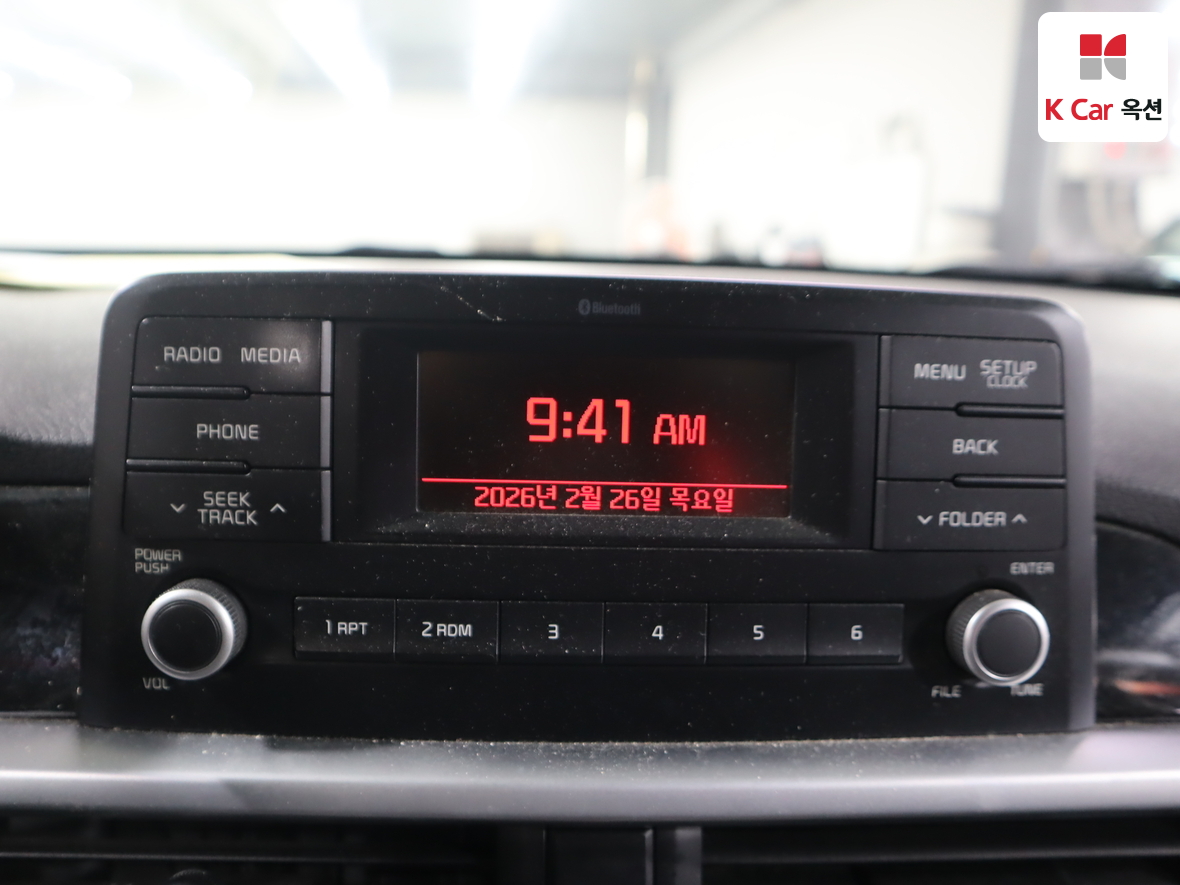 K Car 옥션
Bluetooth
RADIO MEDIA
MENU SETUP
CLOCK
9:41 AM
PHONE
BACK
SEEK
TRACK
2026년 2월 26일 목요일
FOLDER
POWER
PUSH
ENTER
1 RPT
2 RDM
3
4
5
6
VOL
FILE
TUNE